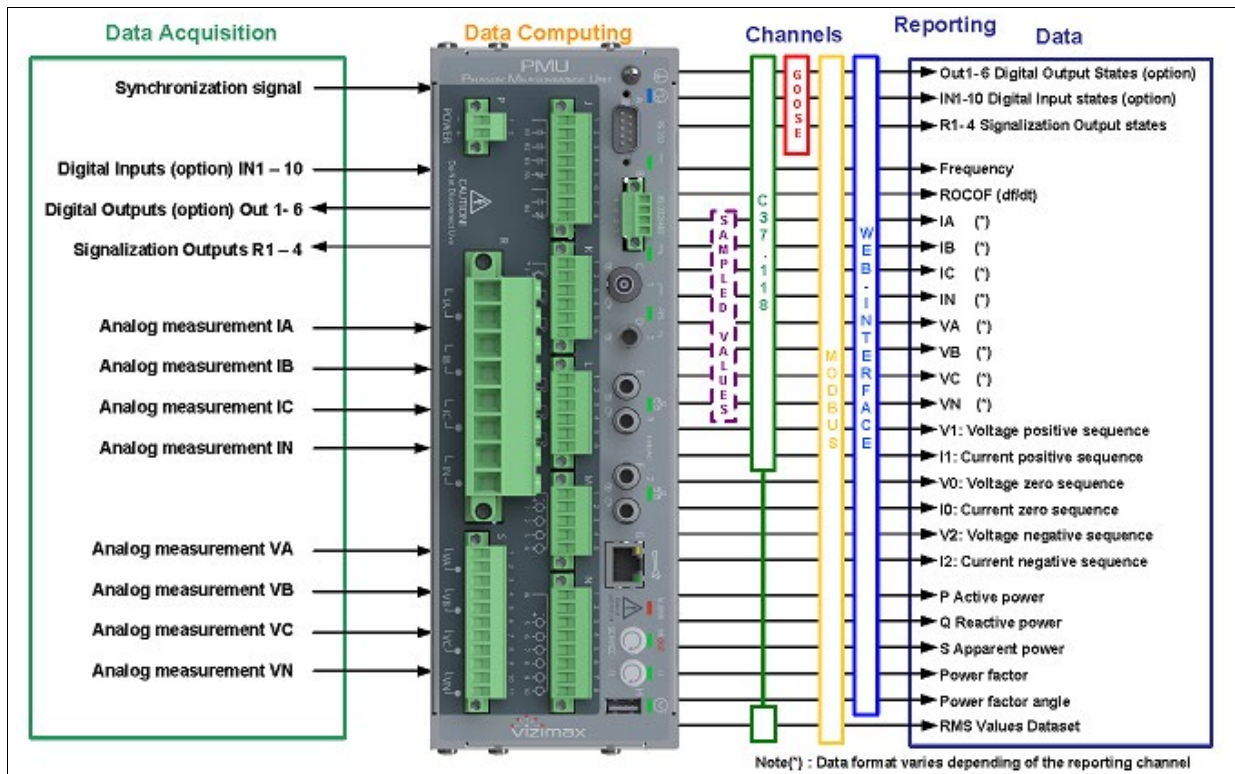 Data Acquisition
Data Computing
Channels
Reporting
Data
Synchronization signal
Digital Inputs (option) IN1 – 10
Digital Outputs (option) Out 1- 6
Signalization Outputs R1 – 4
Analog measurement IA
Analog measurement IB
Analog measurement IC
Analog measurement IN
Analog measurement VA
Analog measurement VB
Analog measurement VC
Analog measurement VN
PMU
PHASOR MEASUREMENT UNIT
POWER
CAUTION!
vizimax
SAMPLED VALUES
C37.118
GOOSE
MODBUS
WEB-INTERFACE
Out1- 6 Digital Output States (option)
IN1-10 Digital Input states (option)
R1- 4 Signalization Output states
Frequency
ROCOF (df/dt)
IA (*)
IB (*)
IC (*)
IN (*)
VA (*)
VB (*)
VC (*)
VN (*)
V1: Voltage positive sequence
I1: Current positive sequence
V0: Voltage zero sequence
I0: Current zero sequence
V2: Voltage negative sequence
I2: Current negative sequence
P Active power
Q Reactive power
S Apparent power
Power factor
Power factor angle
RMS Values Dataset
Note(*) : Data format varies depending of the reporting channel